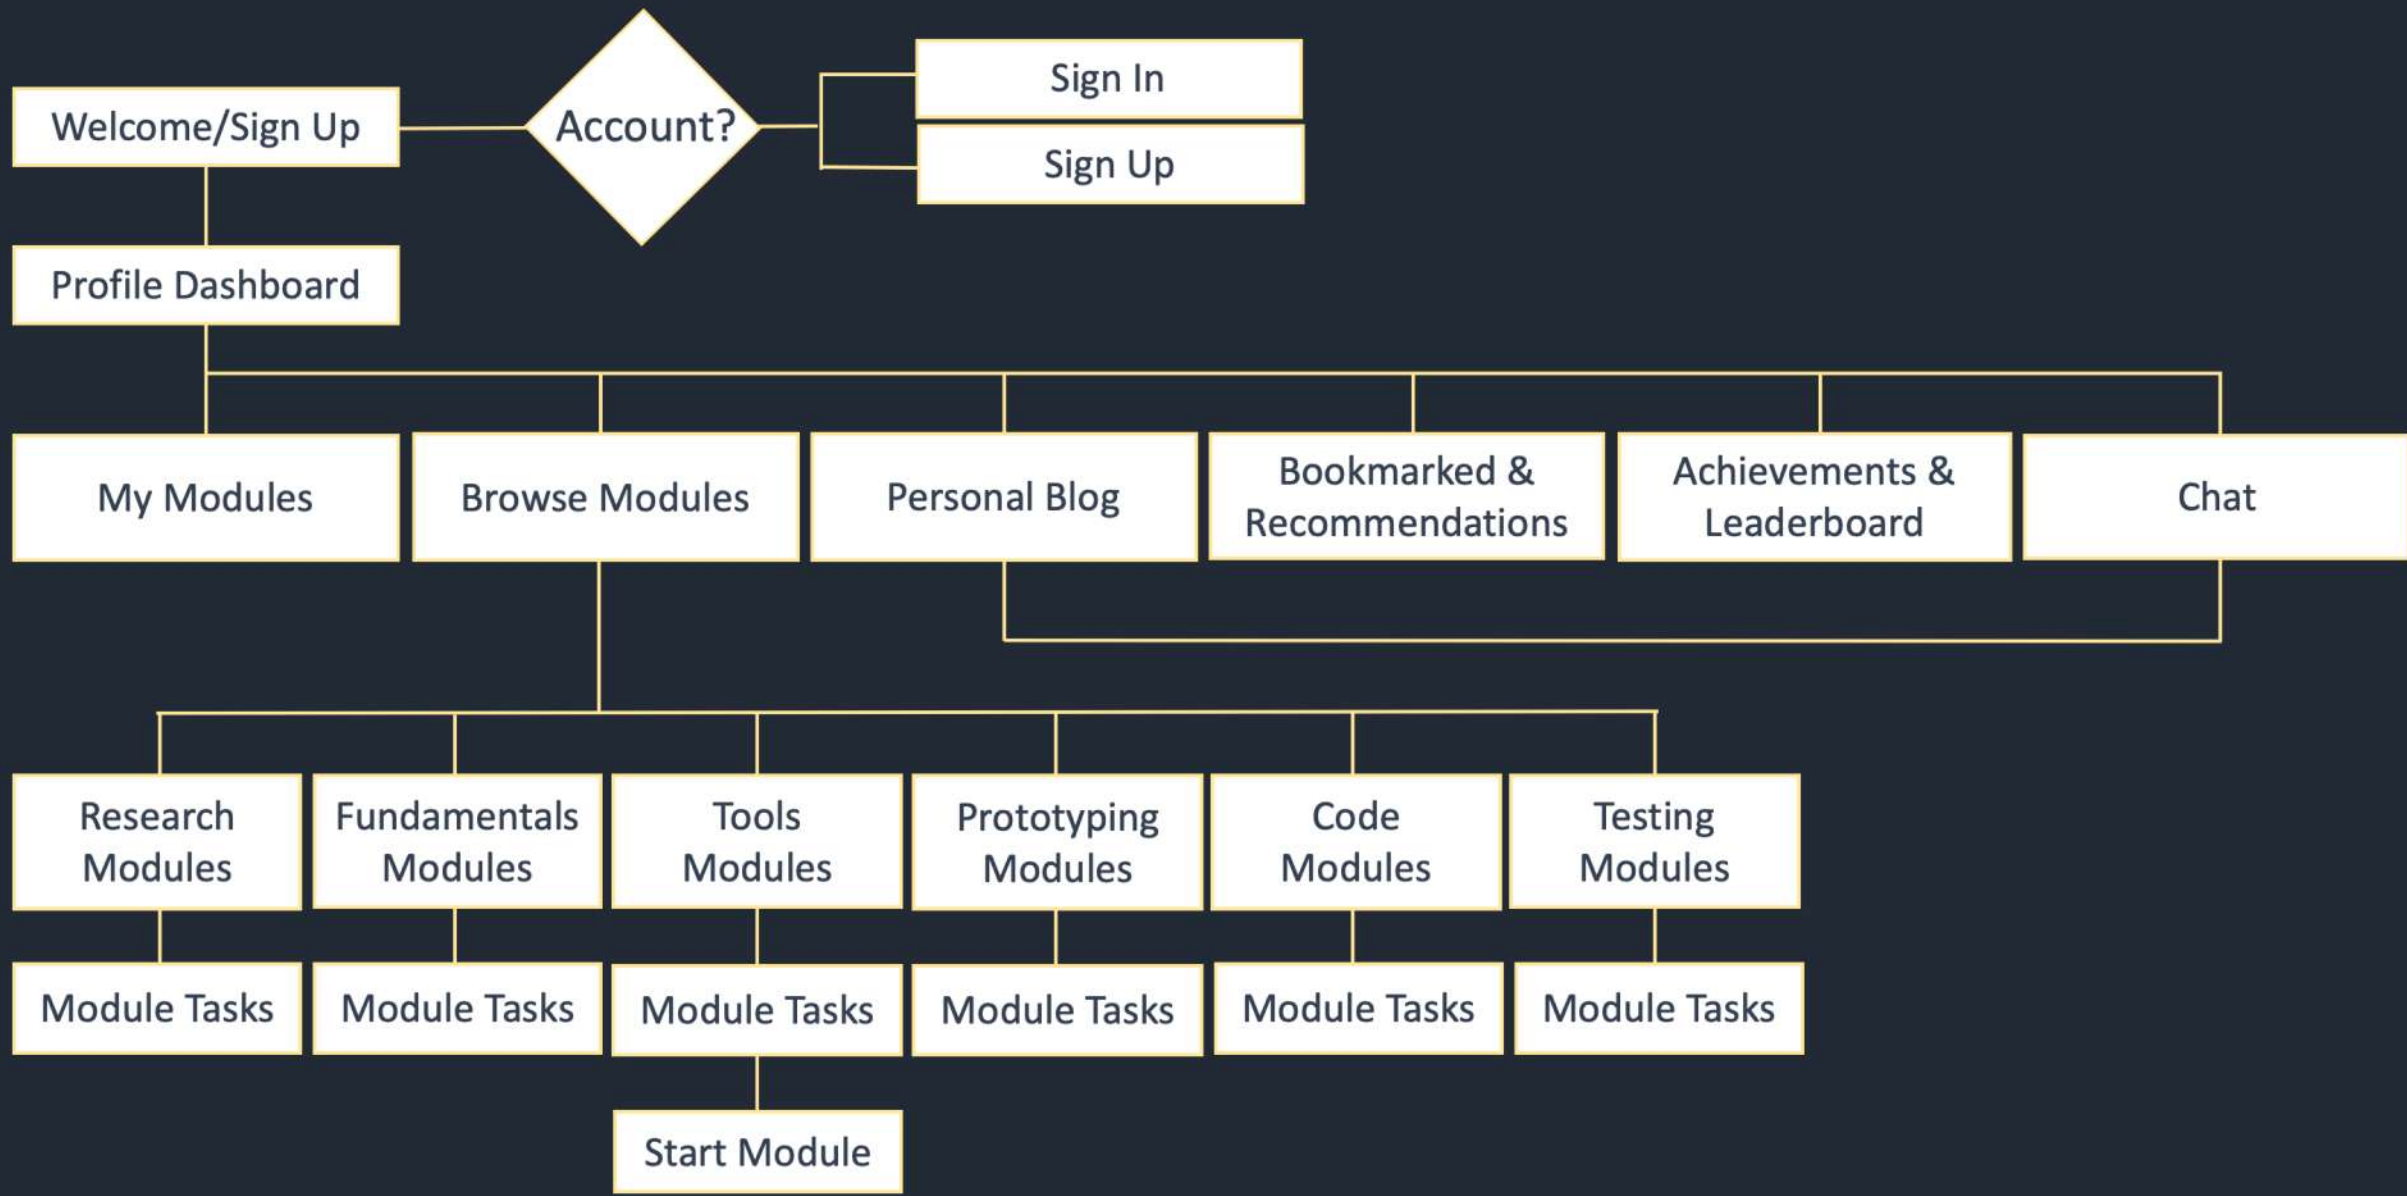 Welcome/Sign Up
Account?
Sign In
Sign Up
Profile Dashboard
My Modules
Browse Modules
Personal Blog
Bookmarked &
Recommendations
Achievements &
Leaderboard
Chat
Research
Modules
Fundamentals
Modules
Tools
Modules
Prototyping
Modules
Code
Modules
Testing
Modules
Module Tasks
Module Tasks
Module Tasks
Module Tasks
Module Tasks
Module Tasks
Start Module